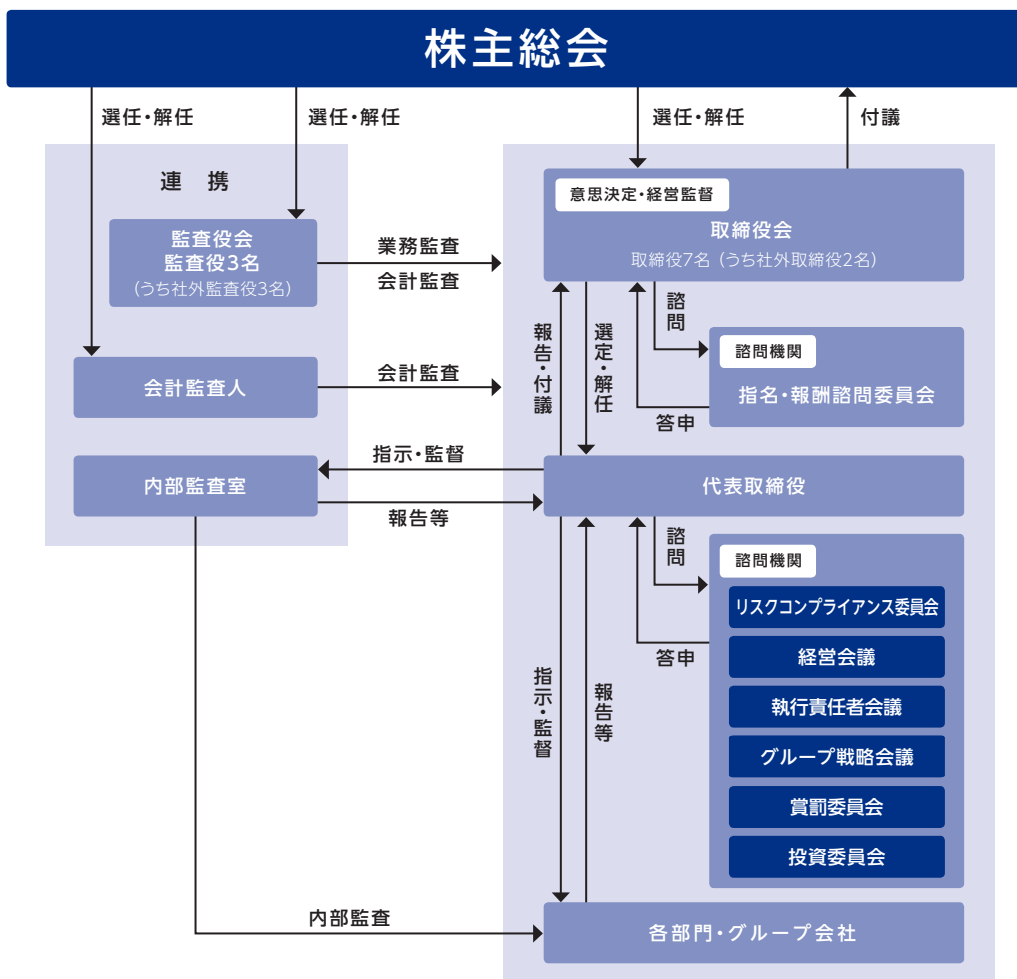 株主総会
選任・解任
選任・解任
選任・解任
付議
連 携
監査役会
監査役3名
(うち社外監査役3名)
業務監査
会計監査
会計監査人
会計監査
内部監査室
指示・監督
報告等
意思決定・経営監督
取締役会
取締役7名 (うち社外取締役2名)
報告・付議
選定・解任
諮問
諮問機関
指名・報酬諮問委員会
答申
代表取締役
諮問
諮問機関
リスクコンプライアンス委員会
経営会議
執行責任者会議
グループ戦略会議
賞罰委員会
投資委員会
答申
指示・監督
報告等
内部監査
各部門・グループ会社